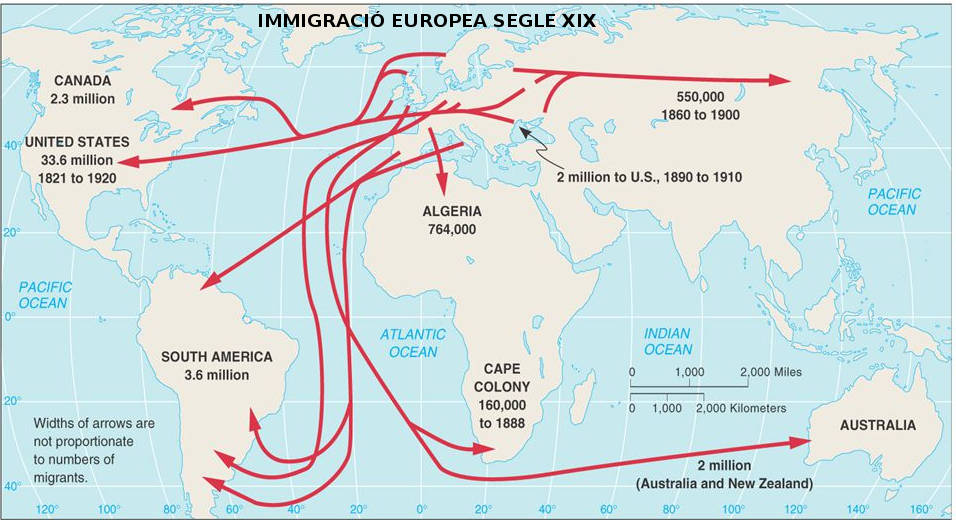 IMMIGRACIÓ EUROPEA SEGLE XIX
CANADA
2.3 million
UNITED STATES
33.6 million
1821 to 1920
550,000
1860 to 1900
2 million to U.S., 1890 to 1910
ALGERIA
764,000
PACIFIC
OCEAN
PACIFIC
OCEAN
ATLANTIC
OCEAN
INDIAN
OCEAN
SOUTH AMERICA
3.6 million
CAPE
COLONY
160,000
to 1888
0 1,000 2,000 Miles
0 1,000 2,000 Kilometers
AUSTRALIA
2 million
(Australia and New Zealand)
Widths of arrows are
not proportionate
to numbers of
migrants.
40°
20°
0°
20°
40°
120° 100° 80° 60° 40° 20° 0° 20° 40° 60° 80° 100° 120° 140° 160°